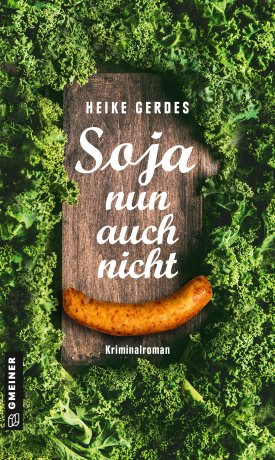 HEIKE GERDES
Soja
nun
auch
nicht
Kriminalroman
GMEINER